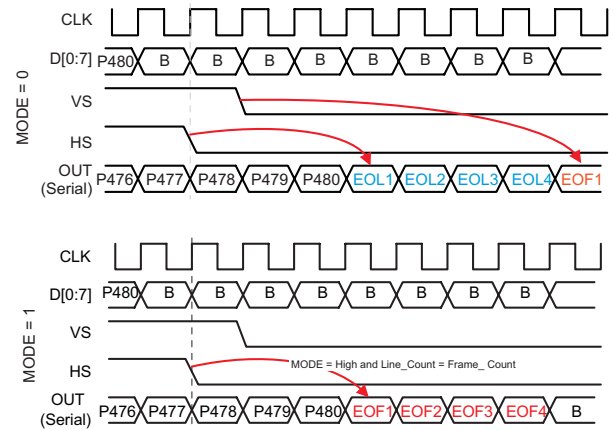 MODE = 0
CLK
D[0:7] P480 B B B B B B B B
VS
HS
OUT (Serial) P476 P477 P478 P479 P480 EOL1 EOL2 EOL3 EOL4 EOF1
MODE = 1
CLK
D[0:7] P480 B B B B B B B B
VS
HS MODE = High and Line_Count = Frame_ Count
OUT (Serial) P476 P477 P478 P479 P480 EOF1 EOF2 EOF3 EOF4 B